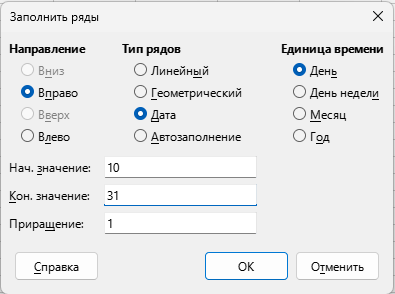 Заполнить ряды
Направление Тип рядов Единица времени
Вниз Линейный День
Вправо Геометрический День недели
Вверх Дата Месяц
Влево Автозаполнение Год
Нач. значение: 10
Кон. значение: 31
Приращение: 1
Справка ОК Отменить